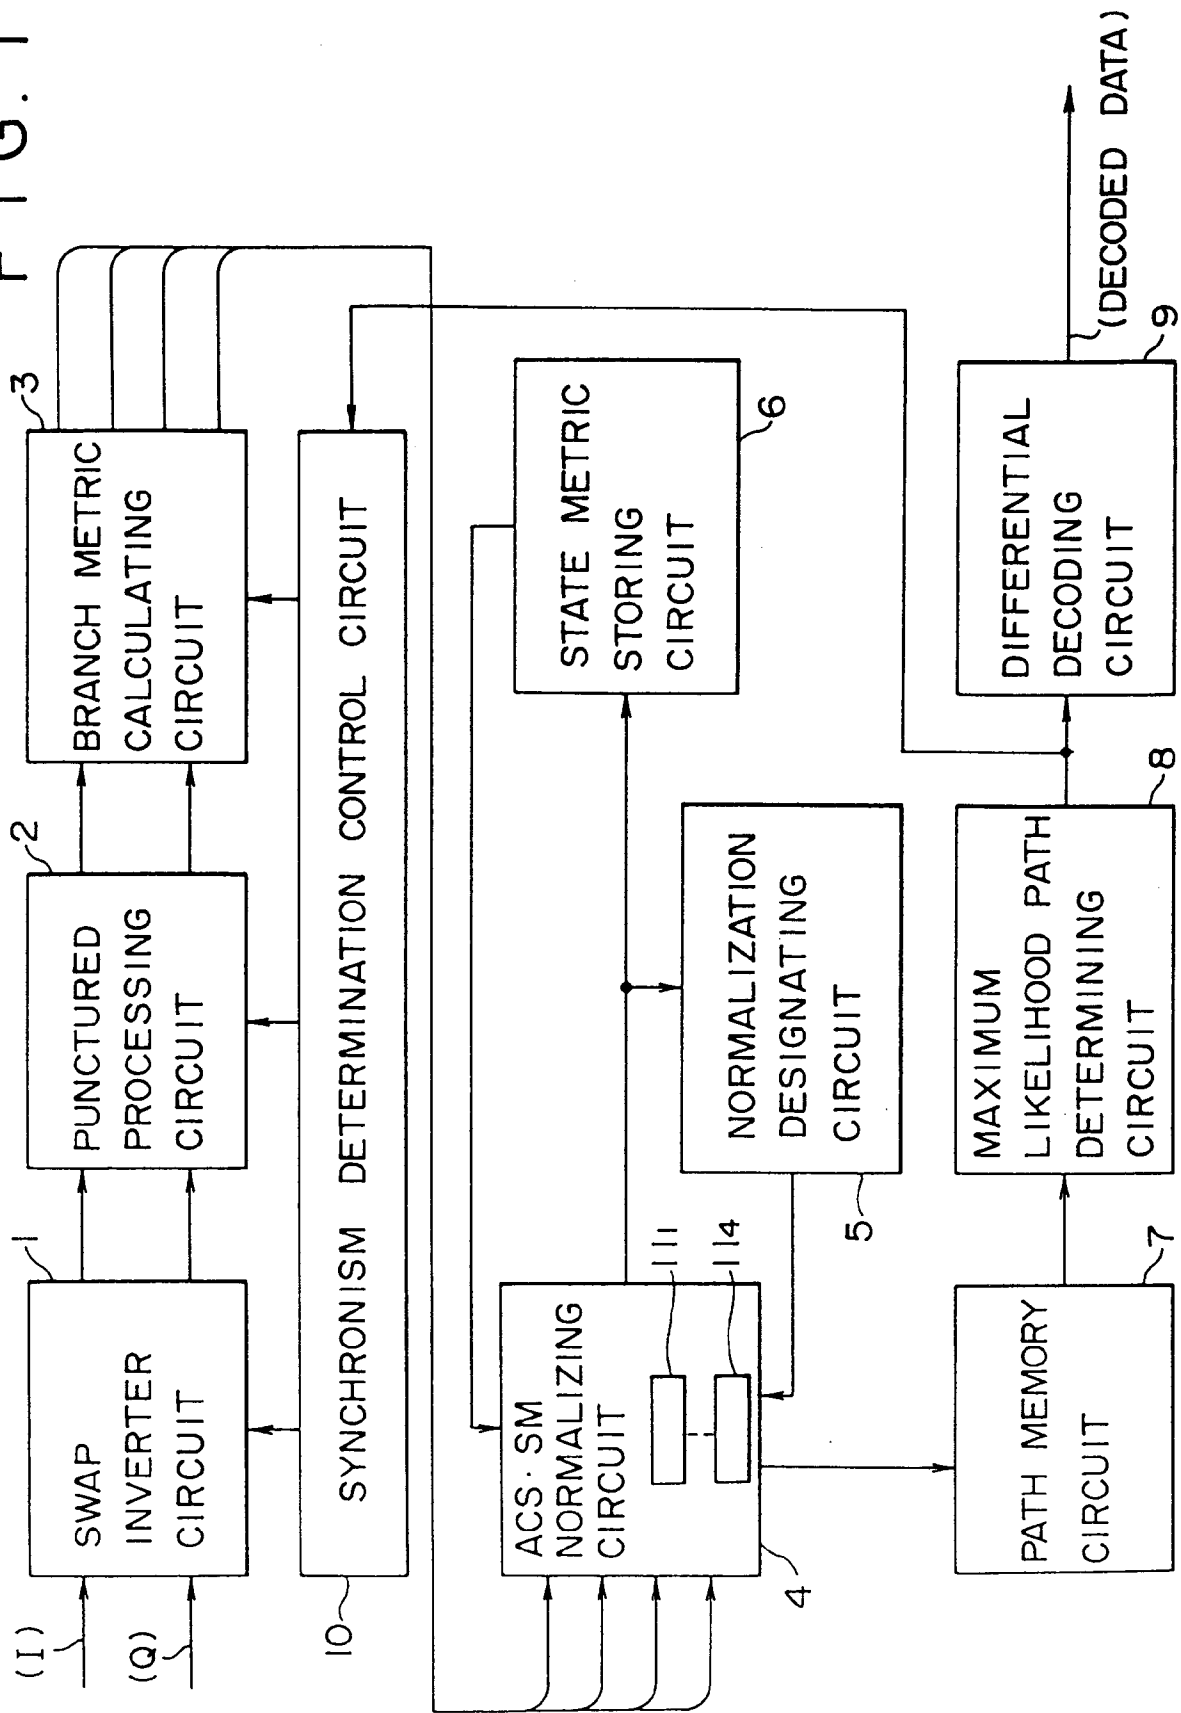 FIG. 1
(I)
(Q)
1
SWAP
INVERTER
CIRCUIT
2
PUNCTURED
PROCESSING
CIRCUIT
3
BRANCH METRIC
CALCULATING
CIRCUIT
10
SYNCHRONISM DETERMINATION CONTROL CIRCUIT
4
ACS·SM
NORMALIZING
CIRCUIT
111
114
5
NORMALIZATION
DESIGNATING
CIRCUIT
6
STATE METRIC
STORING
CIRCUIT
7
PATH MEMORY
CIRCUIT
8
MAXIMUM
LIKELIHOOD PATH
DETERMINING
CIRCUIT
9
DIFFERENTIAL
DECODING
CIRCUIT
(DECODED DATA)